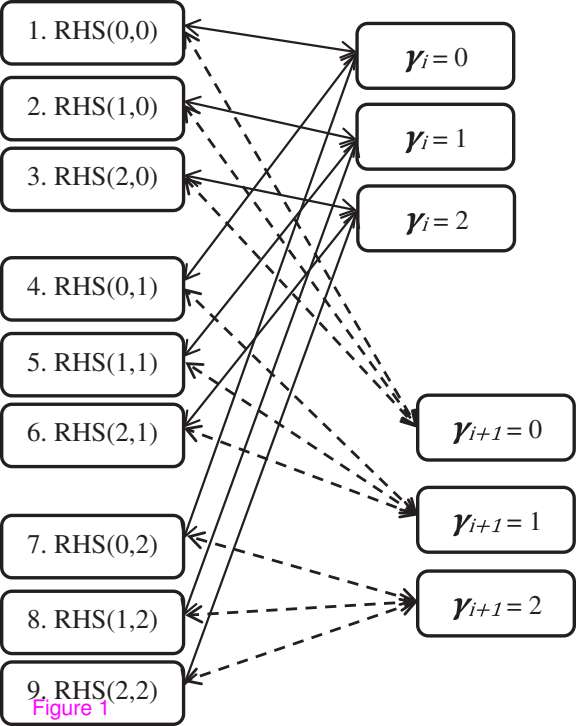 1. RHS(0,0)
2. RHS(1,0)
3. RHS(2,0)
4. RHS(0,1)
5. RHS(1,1)
6. RHS(2,1)
7. RHS(0,2)
8. RHS(1,2)
9. RHS(2,2)
γi = 0
γi = 1
γi = 2
γi+1 = 0
γi+1 = 1
γi+1 = 2
Figure 1